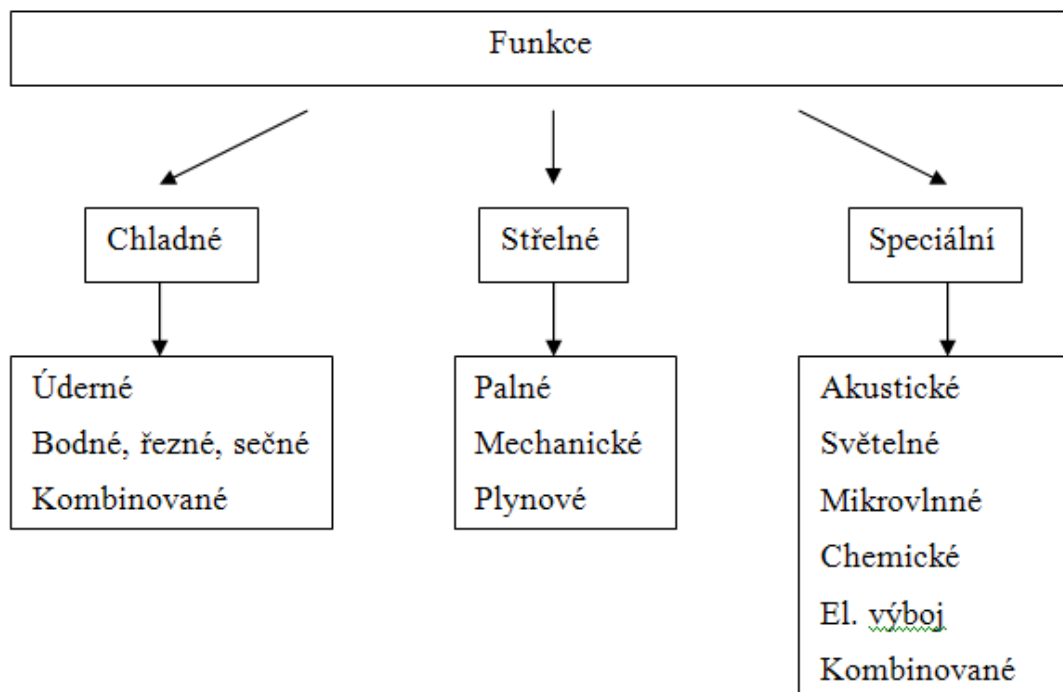 Funkce
Chladné
Střelné
Speciální
Úderné
Bodné, řezné, sečné
Kombinované
Palné
Mechanické
Plynové
Akustické
Světelné
Mikrovlnné
Chemické
El. výboj
Kombinované